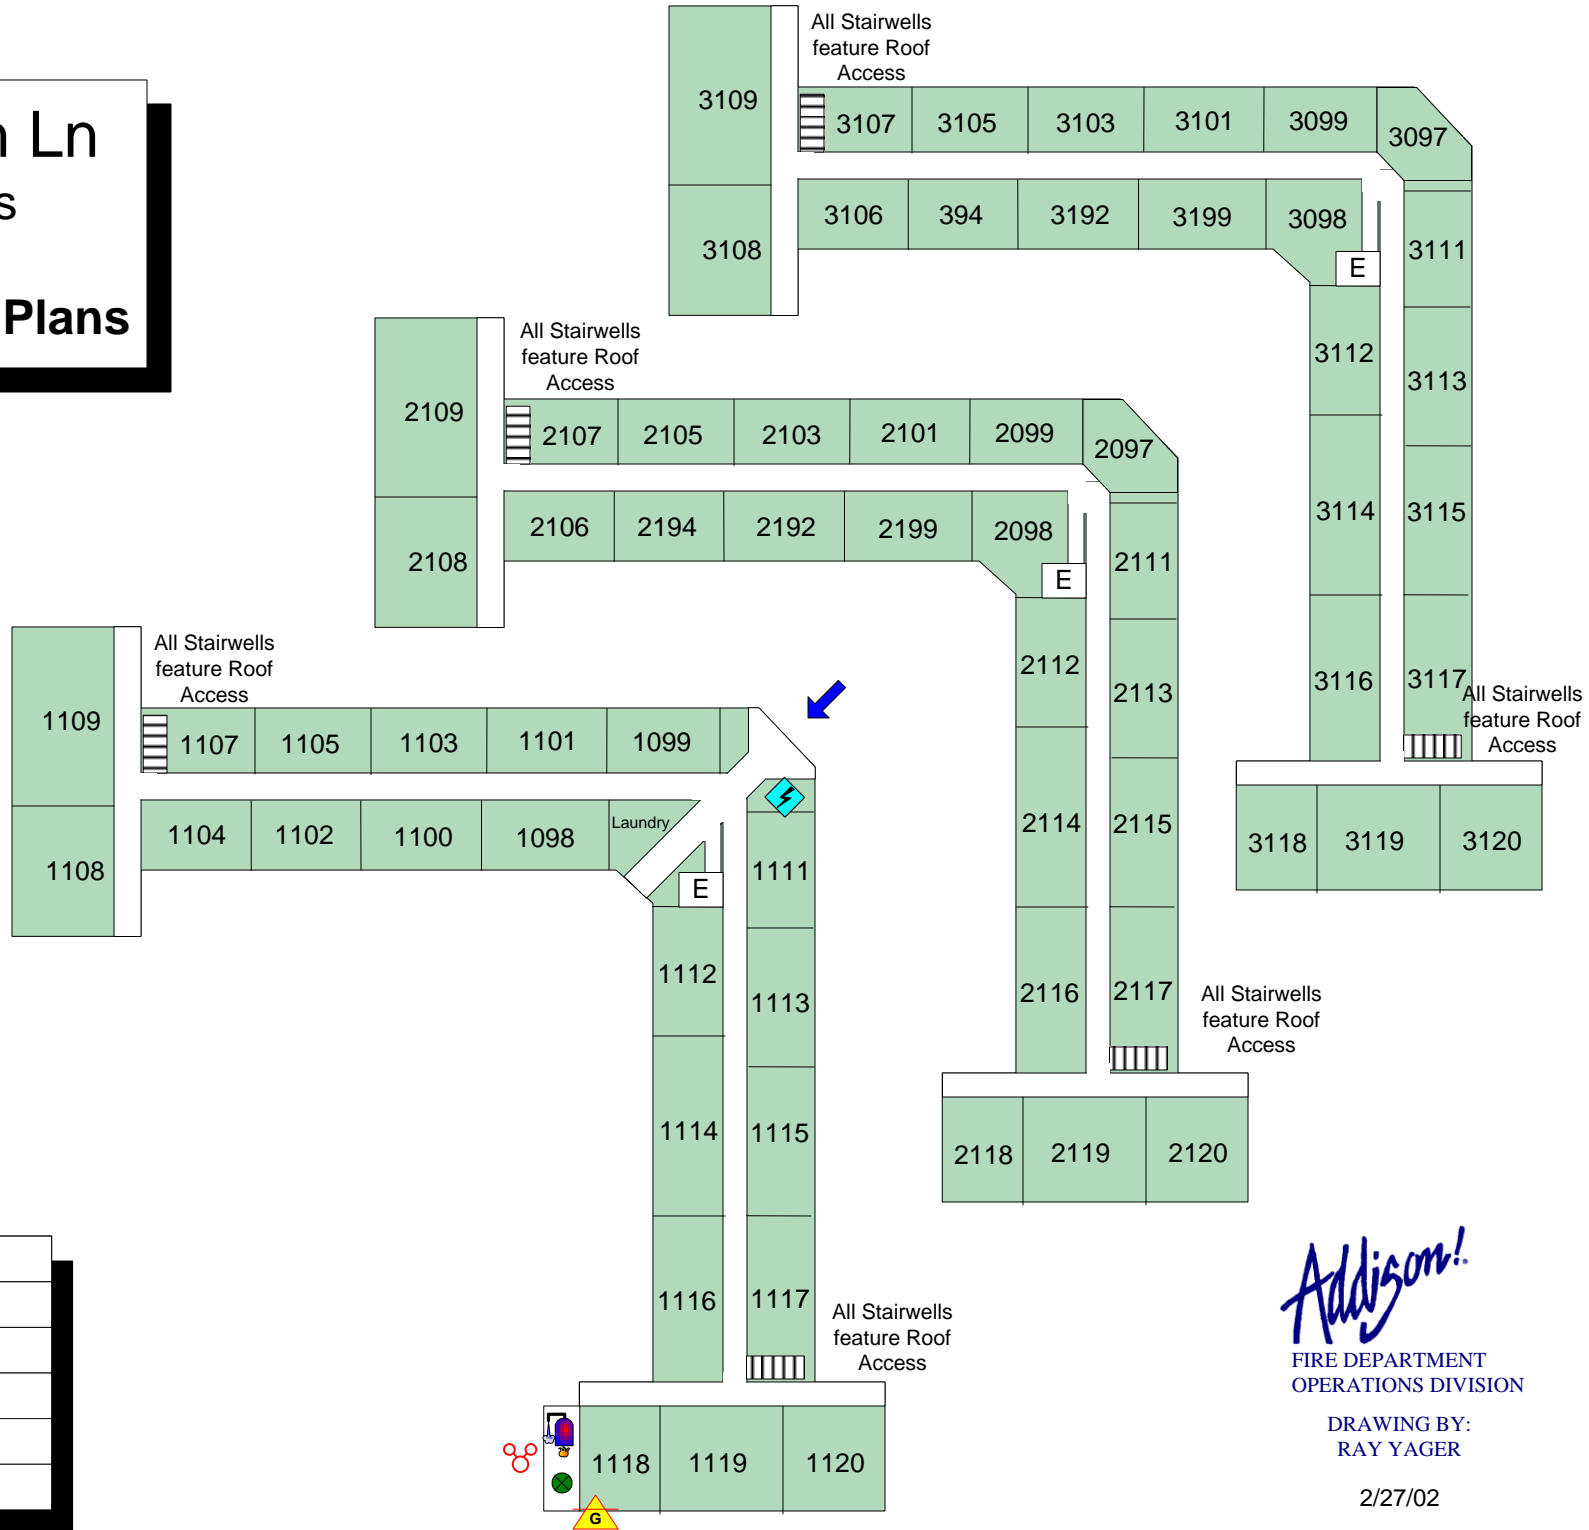 n Ln
s
Plans
All Stairwells
feature Roof
Access
3109
3107
3105
3103
3101
3099
3097
3106
394
3192
3199
3098
3108
E
3111
3112
3113
3114
3115
3116
3117
All Stairwells
feature Roof
Access
3118
3119
3120
All Stairwells
feature Roof
Access
2109
2107
2105
2103
2101
2099
2097
2106
2194
2192
2199
2098
2108
E
2111
2112
2113
2114
2115
2116
2117
All Stairwells
feature Roof
Access
2118
2119
2120
All Stairwells
feature Roof
Access
1109
1107
1105
1103
1101
1099
1104
1102
1100
1098
Laundry
1108
E
1111
1112
1113
1114
1115
1116
1117
All Stairwells
feature Roof
Access
1118
1119
1120
G
Addison!
FIRE DEPARTMENT
OPERATIONS DIVISION
DRAWING BY:
RAY YAGER
2/27/02